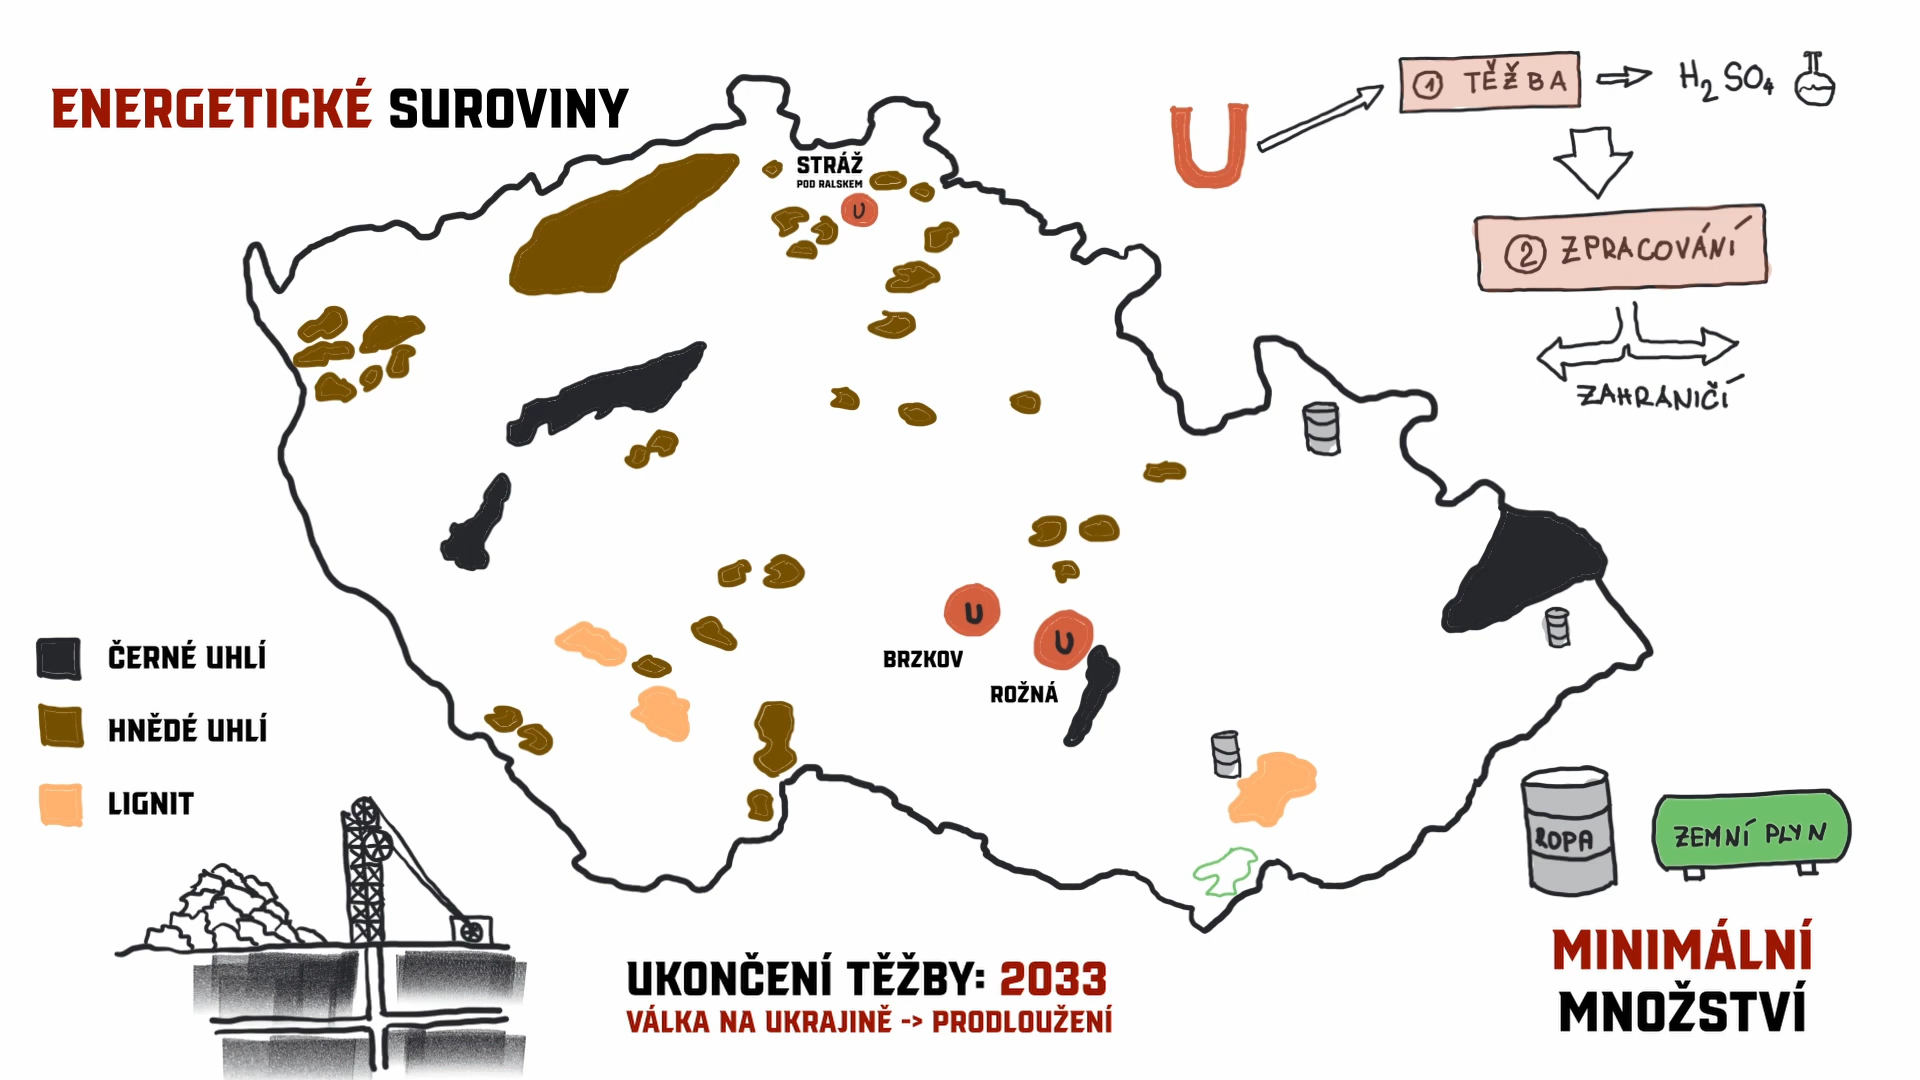 ENERGETICKÉ SUROVINY
STRÁŽ
POD RALSKEM
U
U
① TĚŽBA
H₂SO₄
② ZPRACOVÁNÍ
ZAHRANIČÍ
U
BRZKOV
U
ROŽNÁ
ČERNÉ UHLÍ
HNĚDÉ UHLÍ
LIGNIT
ROPA
ZEMNÍ PLYN
MINIMÁLNÍ
MNOŽSTVÍ
UKONČENÍ TĚŽBY: 2033
VÁLKA NA UKRAJINĚ -> PRODLOUŽENÍ